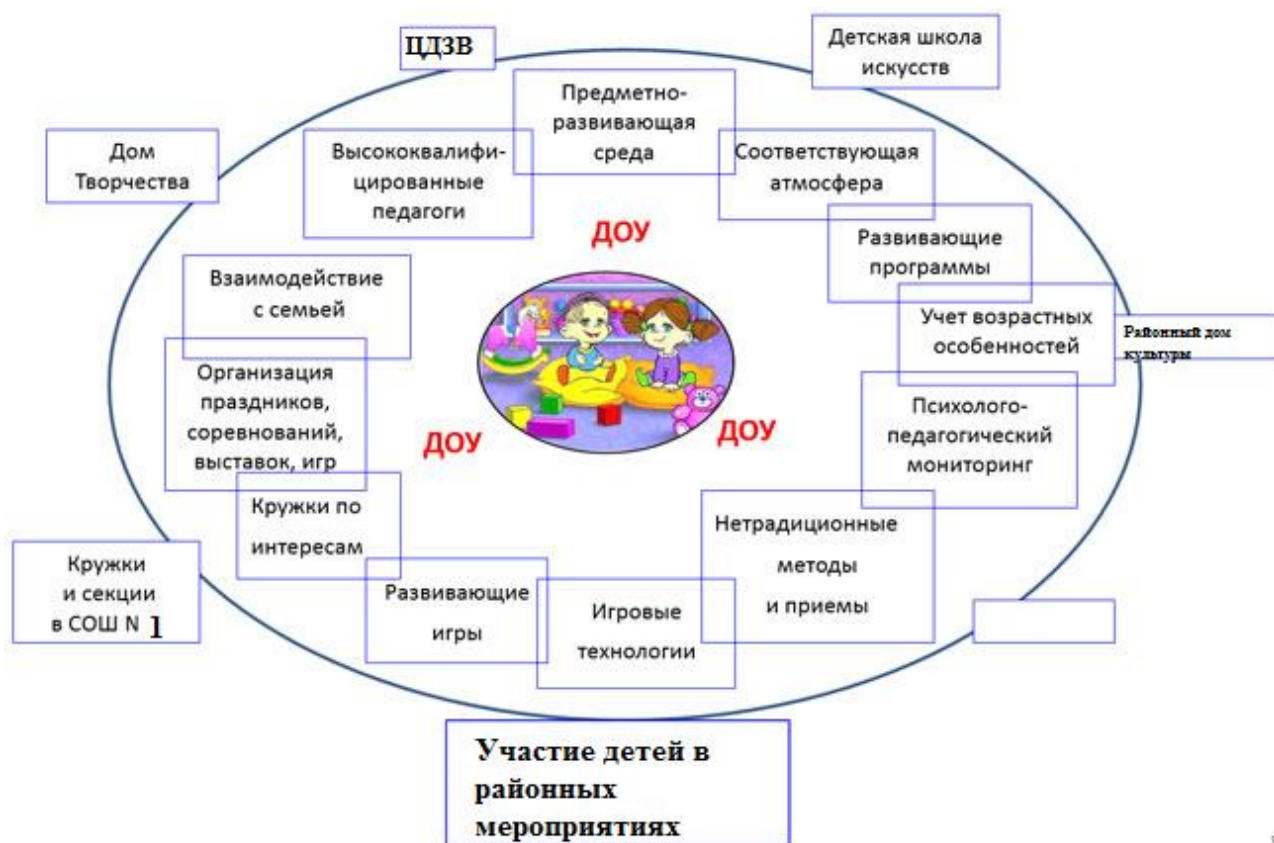 ЦДЗВ
Детская школа
искусств
Предметно-
развивающая
среда
Дом
Творчества
Высококвалифи-
цированные
педагоги
Соответствующая
атмосфера
ДОУ
Развивающие
программы
Взаимодействие
с семьей
Учет возрастных
особенностей
Районный дом
культуры
Организация
праздников,
соревнований,
выставок, игр
ДОУ
ДОУ
Психолого-
педагогический
мониторинг
Кружки по
интересам
Нетрадиционные
методы
и приемы
Кружки
и секции
в СОШ N 1
Развивающие
игры
Игровые
технологии
Участие детей в
районных
мероприятиях